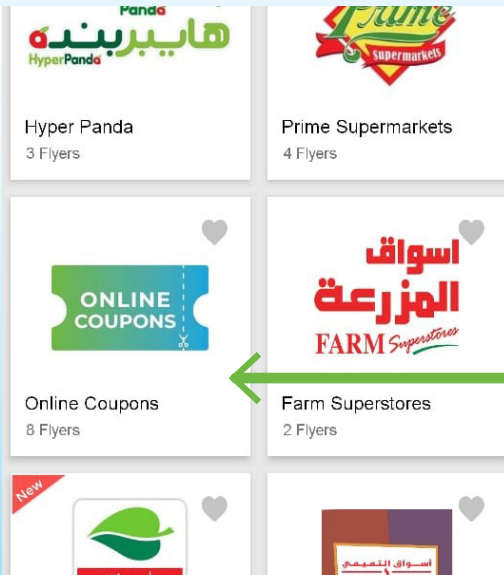 Panda
هايبربنده
HyperPanda
Prime
Supermarkets
Hyper Panda
3 Flyers
Prime Supermarkets
4 Flyers
ONLINE
COUPONS
اسواق
المزرعة
FARM Superstores
Online Coupons
8 Flyers
Farm Superstores
2 Flyers
New
أسواق التميمي